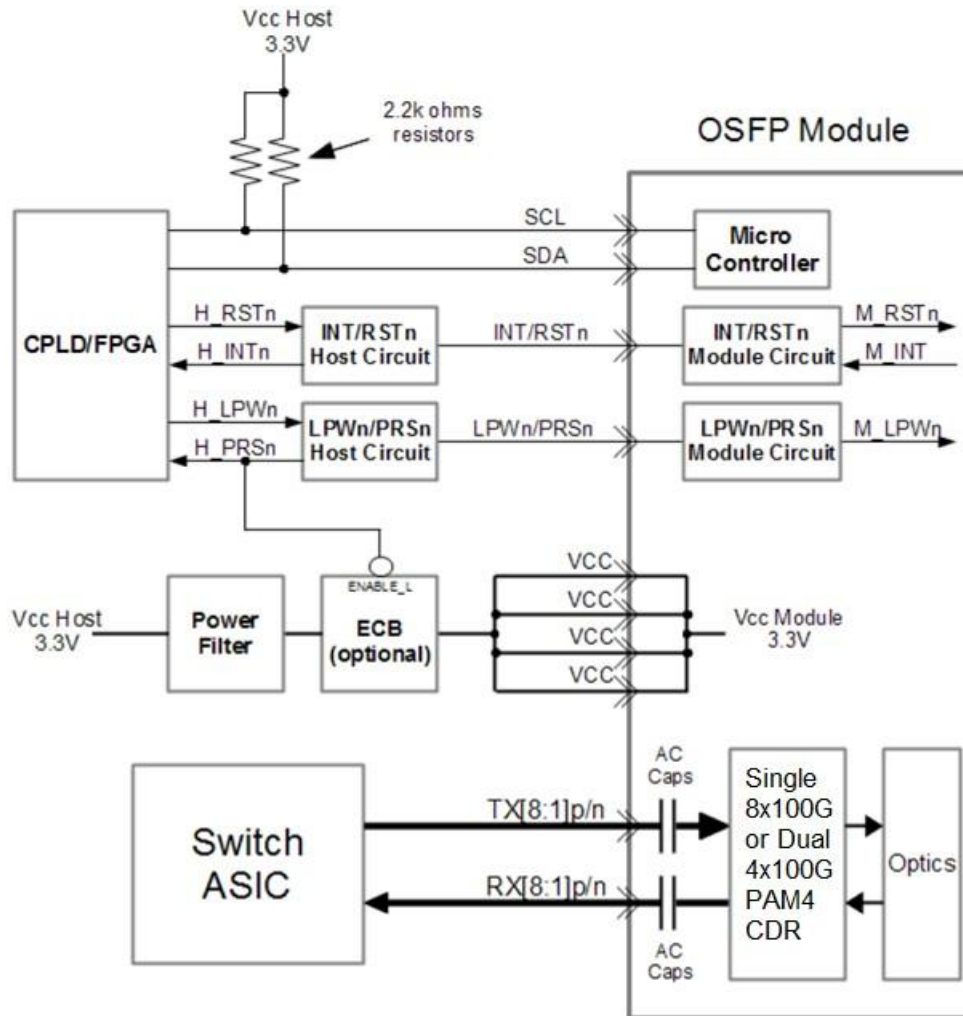 Vcc Host
3.3V
2.2k ohms
resistors
OSFP Module
CPLD/FPGA
SCL
SDA
Micro
Controller
H_RSTn
H_INTn
INT/RSTn
Host Circuit
INT/RSTn
INT/RSTn
Module Circuit
M_RSTn
M_INT
H_LPWn
H_PRSn
LPWn/PRSn
Host Circuit
LPWn/PRSn
LPWn/PRSn
Module Circuit
M_LPWn
Vcc Host
3.3V
Power
Filter
ENABLE_L
ECB
(optional)
VCC
VCC
VCC
VCC
Vcc Module
3.3V
Switch
ASIC
TX[8:1]p/n
RX[8:1]p/n
AC
Caps
AC
Caps
Single
8x100G
or Dual
4x100G
PAM4
CDR
Optics